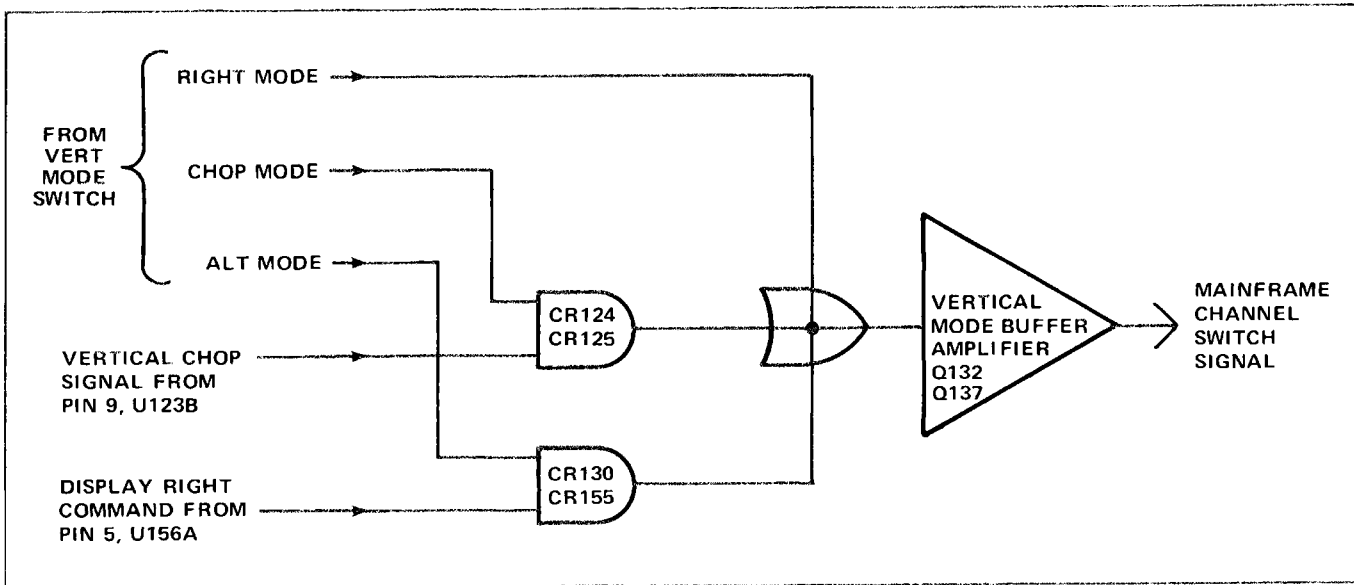 FROM
VERT
MODE
SWITCH
RIGHT MODE
CHOP MODE
ALT MODE
VERTICAL CHOP
SIGNAL FROM
PIN 9, U123B
DISPLAY RIGHT
COMMAND FROM
PIN 5, U156A
CR124
CR125
CR130
CR155
VERTICAL
MODE BUFFER
AMPLIFIER
Q132
Q137
MAINFRAME
CHANNEL
SWITCH
SIGNAL